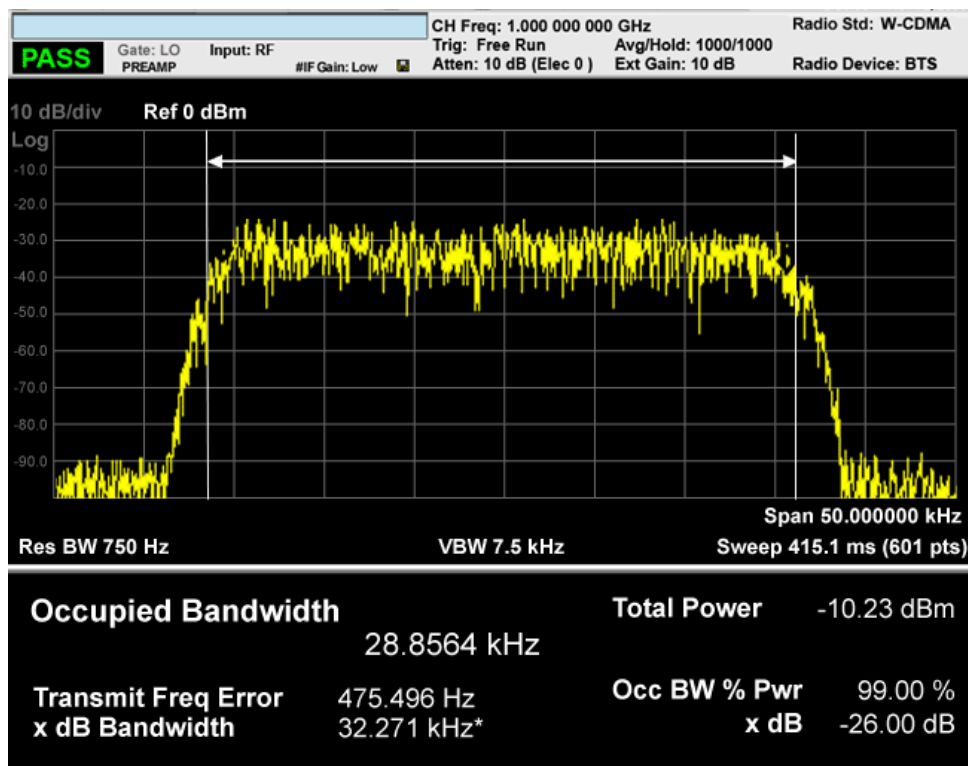 CH Freq: 1.000 000 000 GHz Radio Std: W-CDMA
PASS Gate: LO Input: RF Trig: Free Run Avg/Hold: 1000/1000
PREAMP #IF Gain: Low Atten: 10 dB (Elec 0 ) Ext Gain: 10 dB Radio Device: BTS
10 dB/div Ref 0 dBm
Log
-10.0
-20.0
-30.0
-40.0
-50.0
-60.0
-70.0
-80.0
-90.0
Span 50.000000 kHz
Res BW 750 Hz VBW 7.5 kHz Sweep 415.1 ms (601 pts)
Occupied Bandwidth Total Power -10.23 dBm
28.8564 kHz
Transmit Freq Error 475.496 Hz Occ BW % Pwr 99.00 %
x dB Bandwidth 32.271 kHz* x dB -26.00 dB